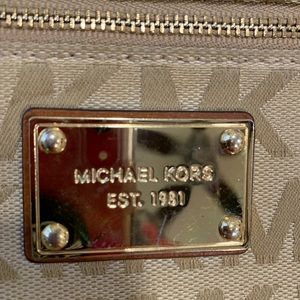 MICHAEL KORS
EST. 1981